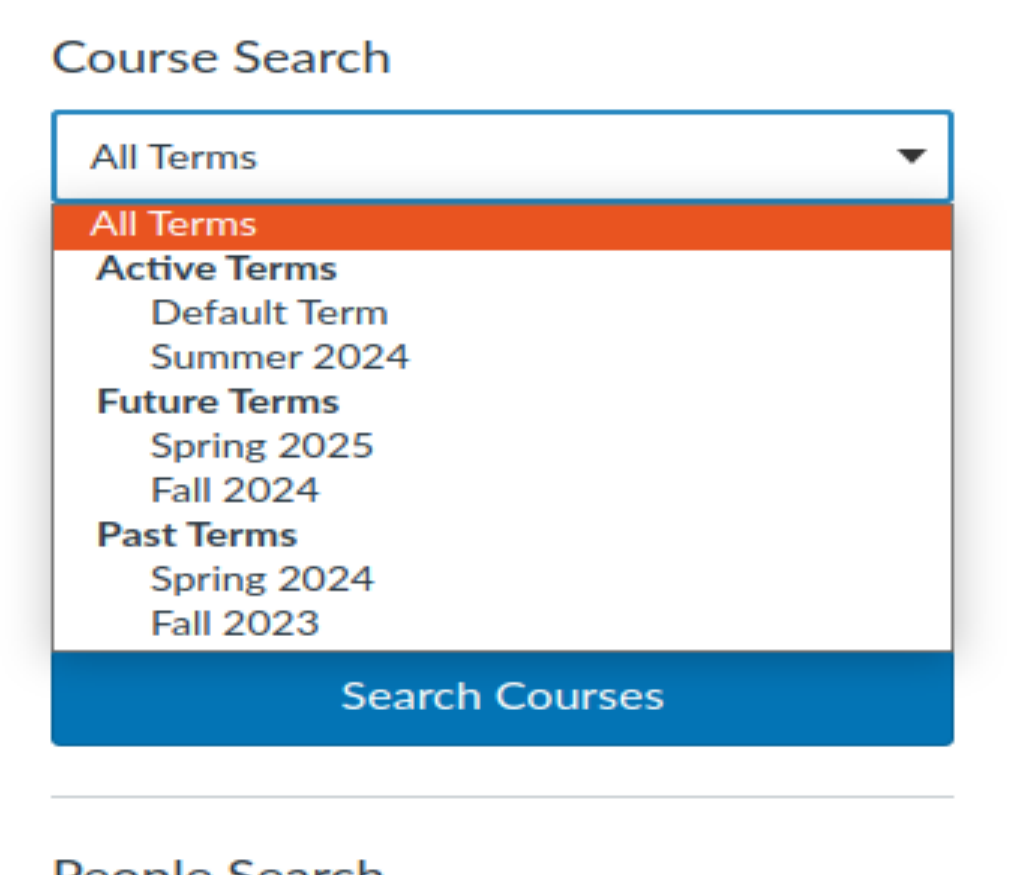 Course Search
All Terms
All Terms
Active Terms
Default Term
Summer 2024
Future Terms
Spring 2025
Fall 2024
Past Terms
Spring 2024
Fall 2023
Search Courses
People Search